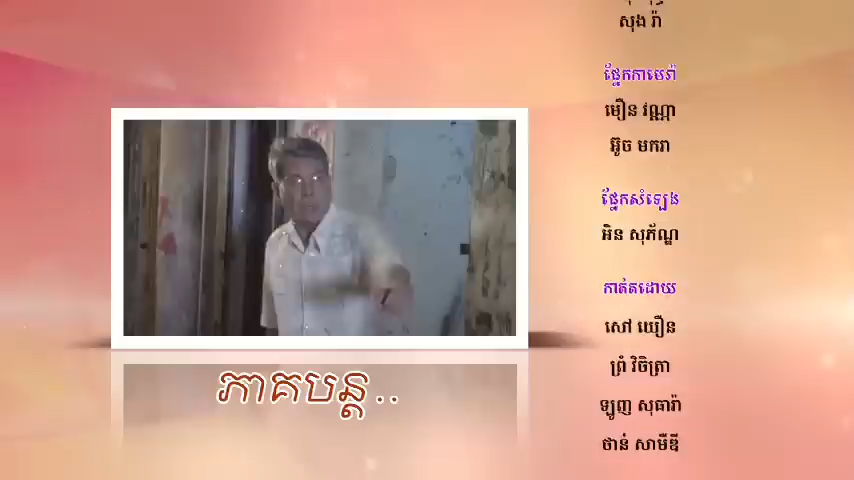 សុង រ៉ា
ផ្នែកកាមេរ៉ា
មឿន វណ្ណា
អ៊ូច មករា
ផ្នែកសំឡេង
អិន សុភ័ណ្ឌ
កាត់តដោយ
សៅ យឿន
ព្រំ វិចិត្រា
ឡូញ សុធារ៉ា
ថាន់ សាម៉ឌី
ភាគបន្ត..